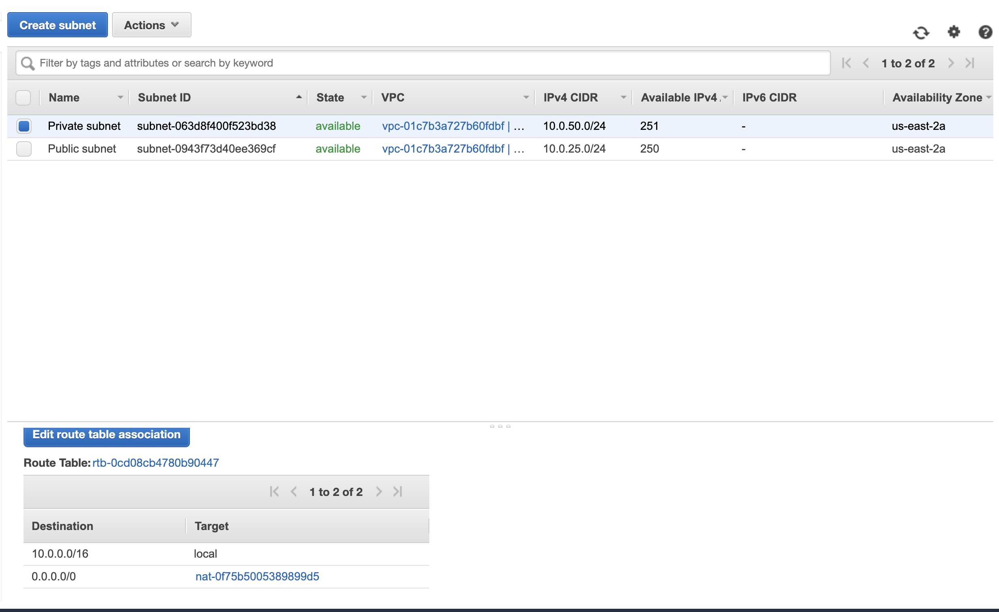 Create subnet Actions
Filter by tags and attributes or search by keyword 1 to 2 of 2
Name Subnet ID State VPC IPv4 CIDR Available IPv4 IPv6 CIDR Availability Zone
Private subnet subnet-063d8f400f523bd38 available vpc-01c7b3a727b60fdbf | ... 10.0.50.0/24 251 - us-east-2a
Public subnet subnet-0943f73d40ee369cf available vpc-01c7b3a727b60fdbf | ... 10.0.25.0/24 250 - us-east-2a
Edit route table association
Route Table: rtb-0cd08cb4780b90447
1 to 2 of 2
Destination Target
10.0.0.0/16 local
0.0.0.0/0 nat-0f75b5005389899d5